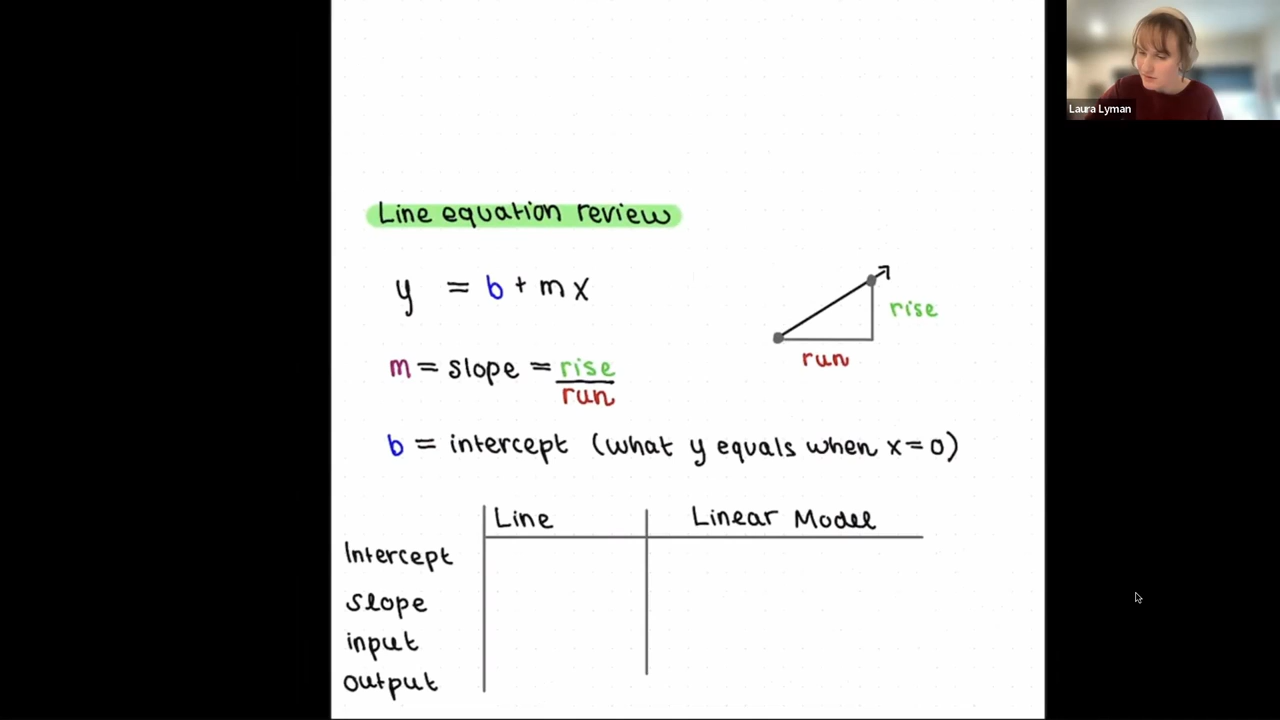 Laura Lyman
Line equation review
y = b + m x
rise
run
m = slope = rise
run
b = intercept (what y equals when x = 0)
Line Linear Model
Intercept
slope
input
output